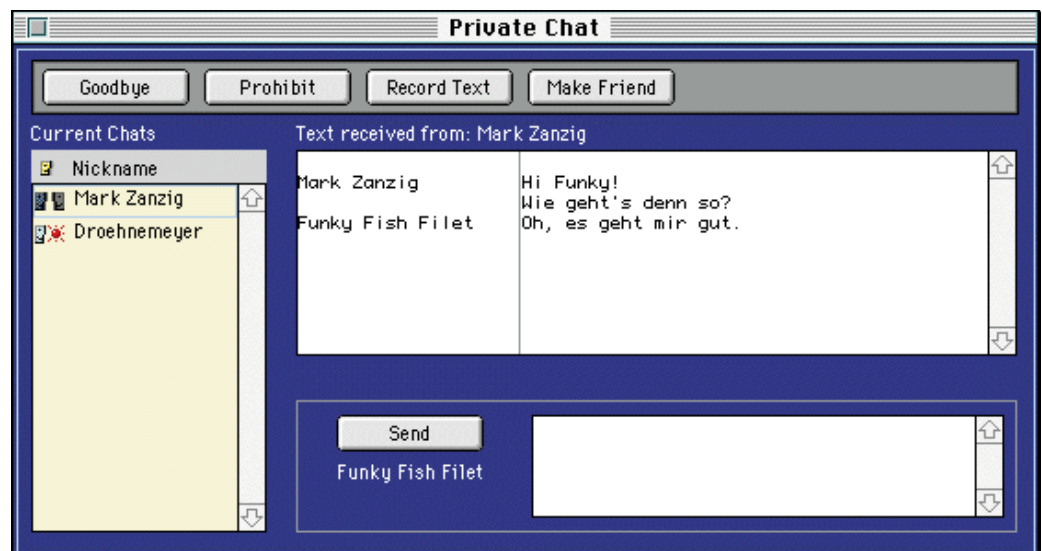 Private Chat
Goodbye Prohibit Record Text Make Friend
Current Chats
Nickname
Mark Zanzig
Droehnemeyer
Text received from: Mark Zanzig
Mark Zanzig Hi Funky!
Wie geht's denn so?
Funky Fish Filet Oh, es geht mir gut.
Send
Funky Fish Filet